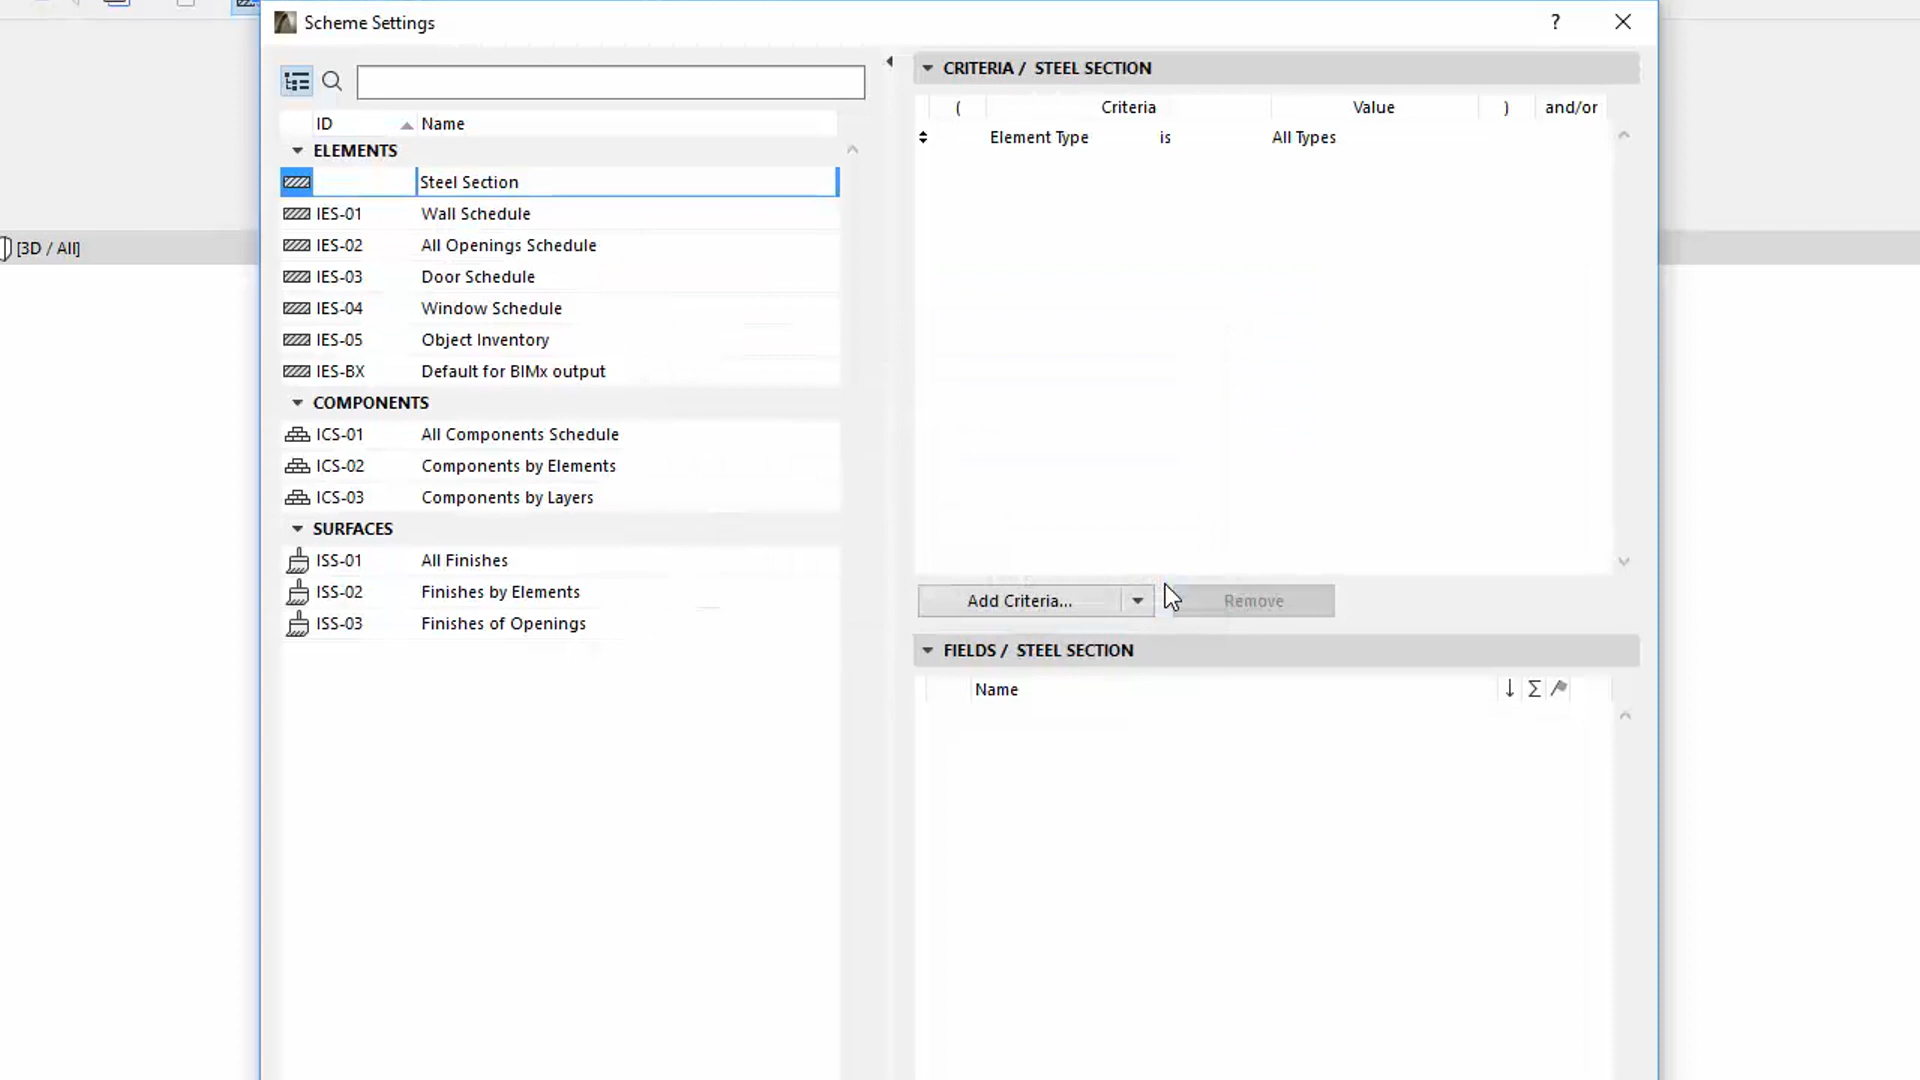 Scheme Settings
?
ID Name
ELEMENTS
Steel Section
IES-01 Wall Schedule
IES-02 All Openings Schedule
IES-03 Door Schedule
IES-04 Window Schedule
IES-05 Object Inventory
IES-BX Default for BIMx output
COMPONENTS
ICS-01 All Components Schedule
ICS-02 Components by Elements
ICS-03 Components by Layers
SURFACES
ISS-01 All Finishes
ISS-02 Finishes by Elements
ISS-03 Finishes of Openings
[3D / All]
CRITERIA / STEEL SECTION
( Criteria Value ) and/or
Element Type is All Types
Add Criteria... Remove
FIELDS / STEEL SECTION
Name ↓ Σ